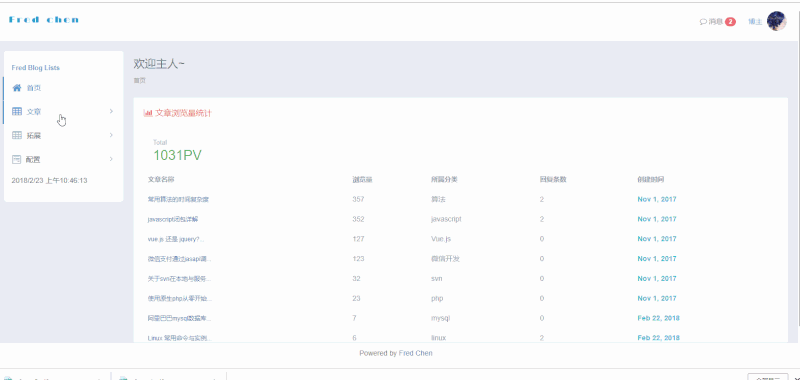 Fred chen
消息 2
博主
Fred Blog Lists
首页
文章
拓展
配置
2018/2/23 上午10:46:13
欢迎主人~
首页
文章浏览量统计
Total
1031PV
文章名称 浏览量 所属分类 回复条数 创建时间
常用算法的时间复杂度 357 算法 2 Nov 1, 2017
javascript闭包详解 352 javascript 2 Nov 1, 2017
vue.js 还是 jquery?... 127 Vue.js 0 Nov 1, 2017
微信支付通过jasapi调... 123 微信开发 0 Nov 1, 2017
关于svn在本地与服务... 32 svn 0 Nov 1, 2017
使用原生php从零开始... 23 php 0 Nov 1, 2017
阿里巴巴mysql数据库... 7 mysql 0 Feb 22, 2018
Linux 常用命令与实例... 6 linux 2 Feb 22, 2018
Powered by Fred Chen